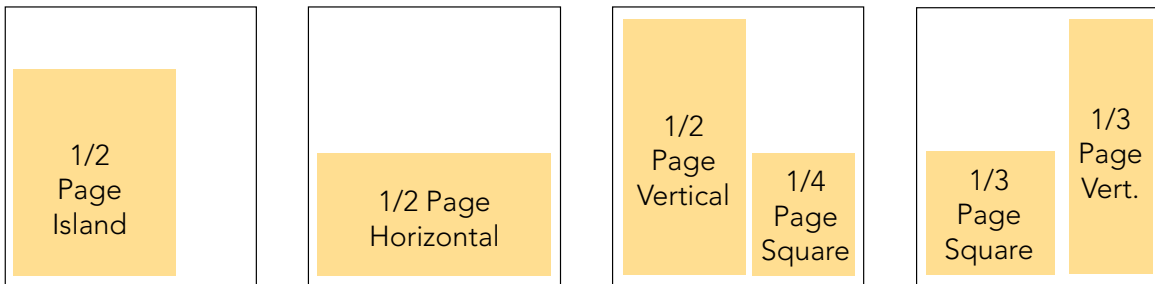 1/2
Page
Island
1/2 Page
Horizontal
1/2
Page
Vertical
1/4
Page
Square
1/3
Page
Square
1/3
Page
Vert.